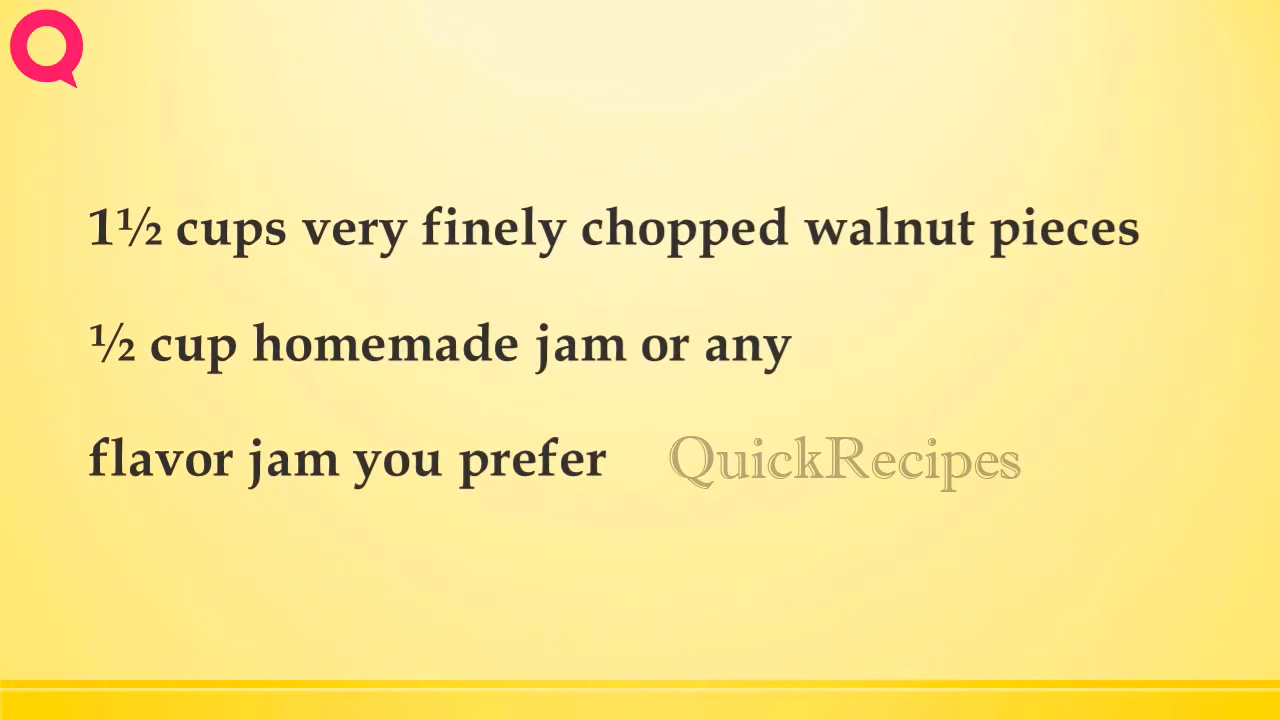 1½ cups very finely chopped walnut pieces
½ cup homemade jam or any
flavor jam you prefer QuickRecipes